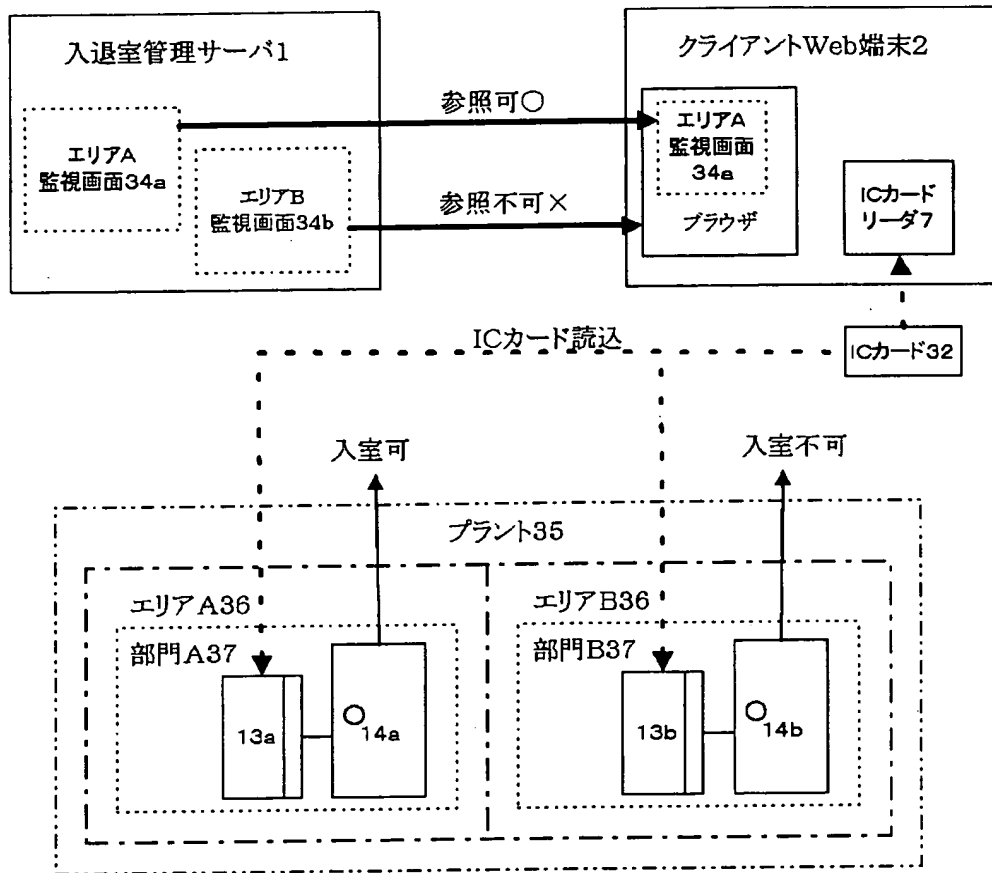 入退室管理サーバ1
クライアントWeb端末2
参照可○
エリアA
監視画面34a
エリアA
監視画面
34a
エリアB
監視画面34b
参照不可×
ブラウザ
ICカード
リーダ7
ICカード読込
ICカード32
入室可
入室不可
プラント35
エリアA36
エリアB36
部門A37
部門B37
13a
14a
13b
14b